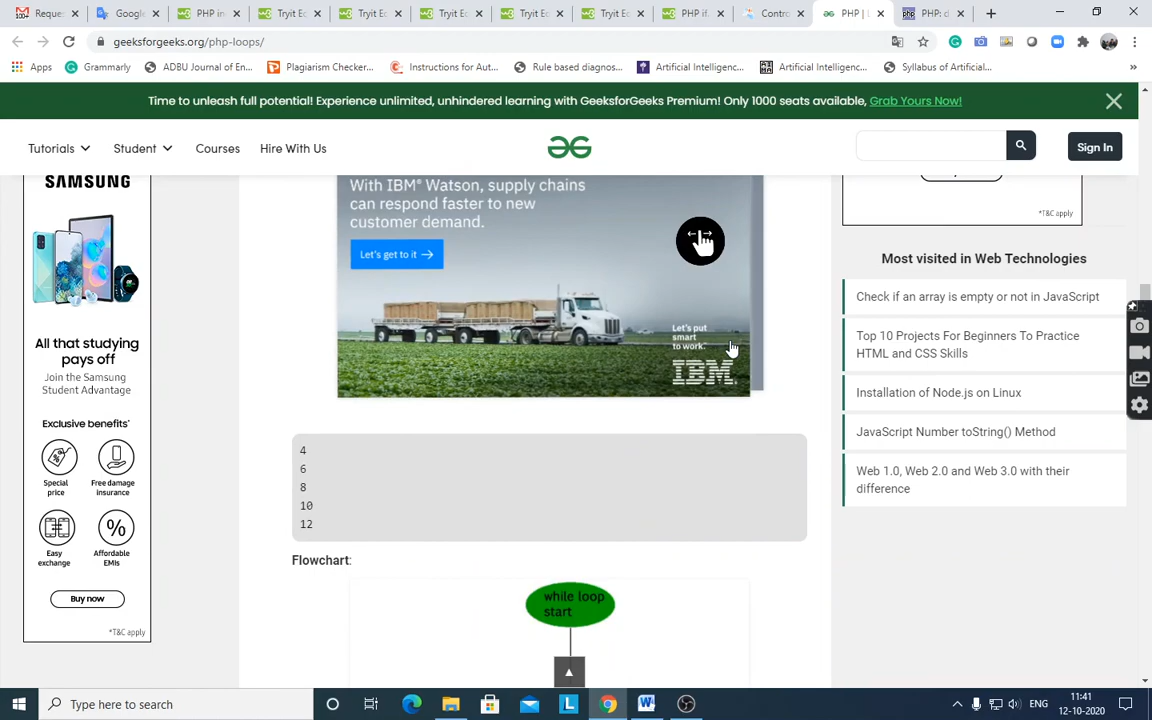 Reque
Google
PHP in
Tryit Ec
Tryit Ec
Tryit Ec
Tryit Ec
Tryit Ec
PHP if.
Contro
PHP | L
PHP: d
geeksforgeeks.org/php-loops/
Apps
Grammarly
ADBU Journal of En...
Plagiarism Checker...
Instructions for Aut...
Rule based diagnos...
Artificial Intelligenc...
Artificial Intelligenc...
Syllabus of Artificial...
Time to unleash full potential! Experience unlimited, unhindered learning with GeeksforGeeks Premium! Only 1000 seats available, Grab Yours Now!
Tutorials
Student
Courses
Hire With Us
Sign In
SAMSUNG
All that studying
pays off
Join the Samsung
Student Advantage
Exclusive benefits*
Special
price
Free damage
insurance
Easy
exchange
Affordable
EMIs
Buy now
*T&C apply
With IBM® Watson, supply chains
can respond faster to new
customer demand.
Let's get to it →
Let's put
smart
to work.™
IBM
4
6
8
10
12
Flowchart:
while loop
start
*T&C apply
Most visited in Web Technologies
Check if an array is empty or not in JavaScript
Top 10 Projects For Beginners To Practice
HTML and CSS Skills
Installation of Node.js on Linux
JavaScript Number toString() Method
Web 1.0, Web 2.0 and Web 3.0 with their
difference
Type here to search
ENG
11:41
12-10-2020